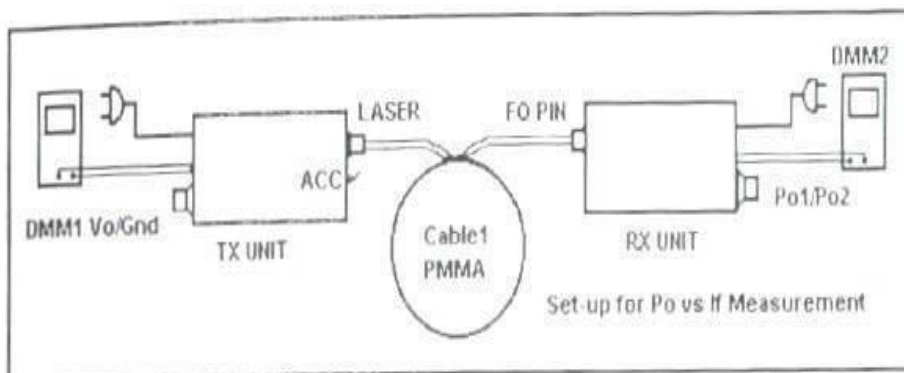 DMM2
LASER
FO PIN
ACC
Po1/Po2
DMM1 Vo/Gnd
TX UNIT
Cable1
PMMA
RX UNIT
Set-up for Po vs If Measurement